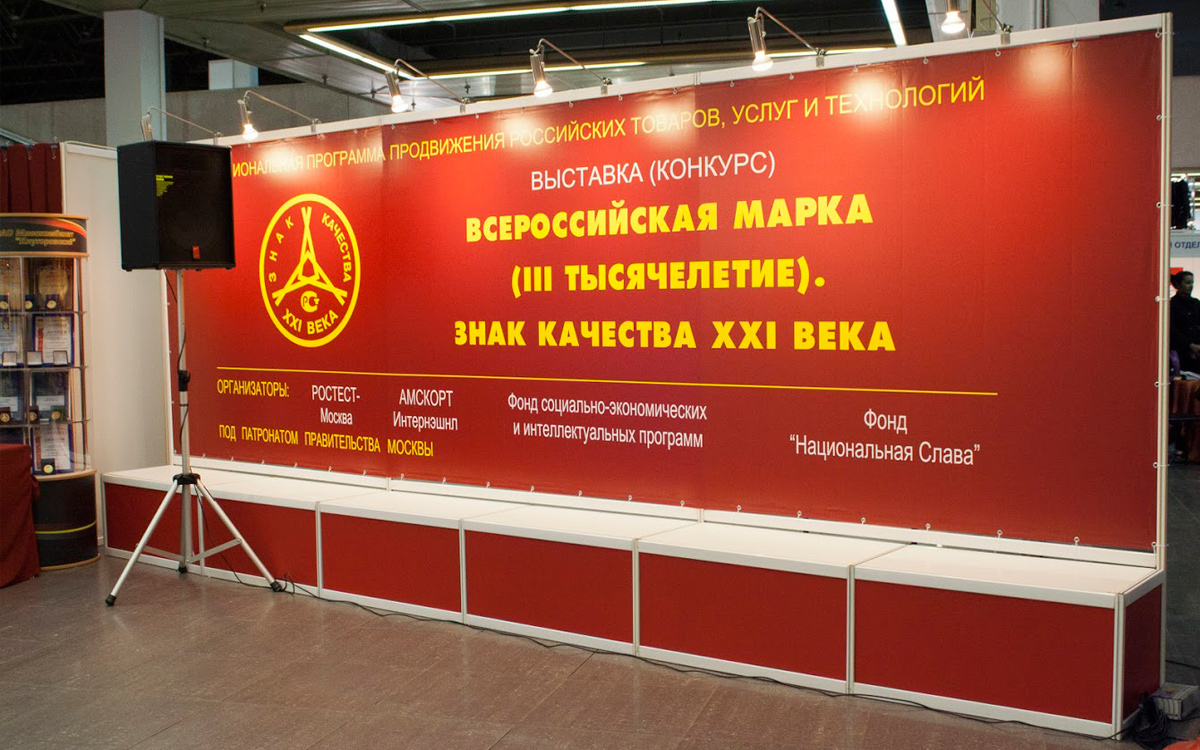 ИОНАЛЬНАЯ ПРОГРАММА ПРОДВИЖЕНИЯ РОССИЙСКИХ ТОВАРОВ, УСЛУГ И ТЕХНОЛОГИЙ
ВЫСТАВКА (КОНКУРС)
ВСЕРОССИЙСКАЯ МАРКА
(III ТЫСЯЧЕЛЕТИЕ).
ЗНАК КАЧЕСТВА XXI ВЕКА
ЗНАК КАЧЕСТВА
XXI ВЕКА
ОРГАНИЗАТОРЫ:
РОСТЕСТ-
Москва
АМСКОРТ
Интернэшнл
Фонд социально-экономических
и интеллектуальных программ
Фонд
“Национальная Слава”
ПОД ПАТРОНАТОМ ПРАВИТЕЛЬСТВА МОСКВЫ